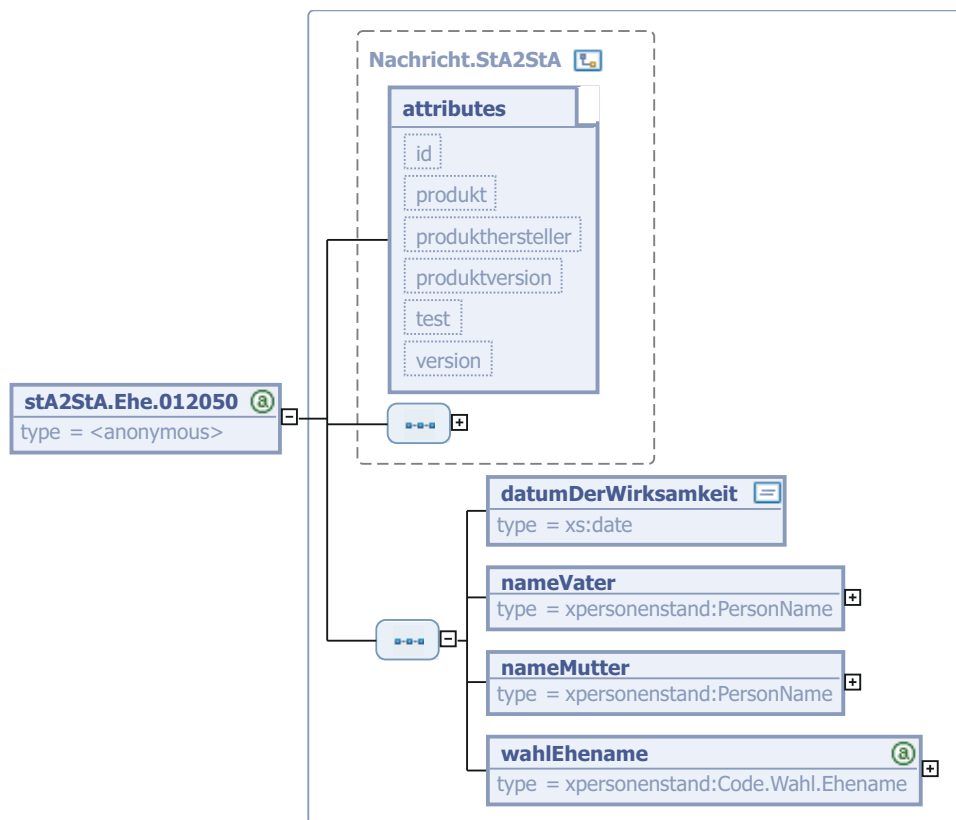 Nachricht.StA2StA
attributes
id
produkt
produkthersteller
produktversion
test
version
stA2StA.Ehe.012050 a
type = <anonymous>
datumDerWirksamkeit
type = xs:date
nameVater
type = xpersonenstand:PersonName
nameMutter
type = xpersonenstand:PersonName
wahlEhename a
type = xpersonenstand:Code.Wahl.Ehename